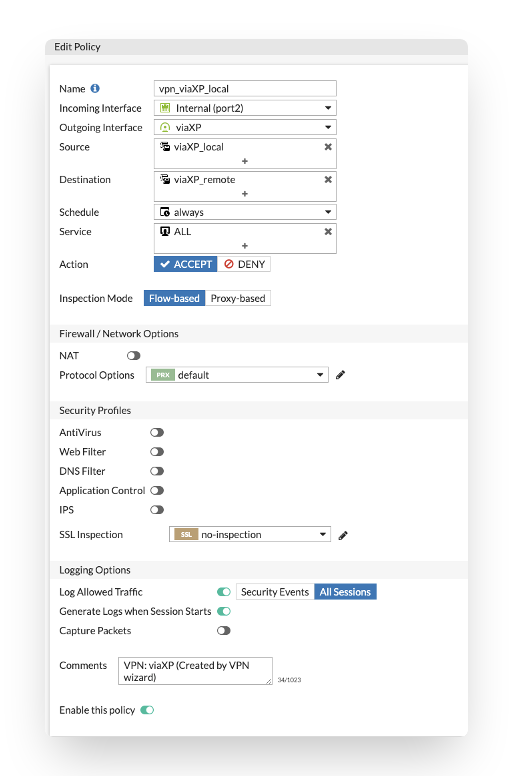 Edit Policy
Name vpn_viaXP_local
Incoming Interface Internal (port2)
Outgoing Interface viaXP
Source viaXP_local
+
Destination viaXP_remote
+
Schedule always
Service ALL
+
Action ACCEPT DENY
Inspection Mode Flow-based Proxy-based
Firewall / Network Options
NAT
Protocol Options PRX default
Security Profiles
AntiVirus
Web Filter
DNS Filter
Application Control
IPS
SSL Inspection SSL no-inspection
Logging Options
Log Allowed Traffic Security Events All Sessions
Generate Logs when Session Starts
Capture Packets
Comments VPN: viaXP (Created by VPN
wizard) 34/1023
Enable this policy